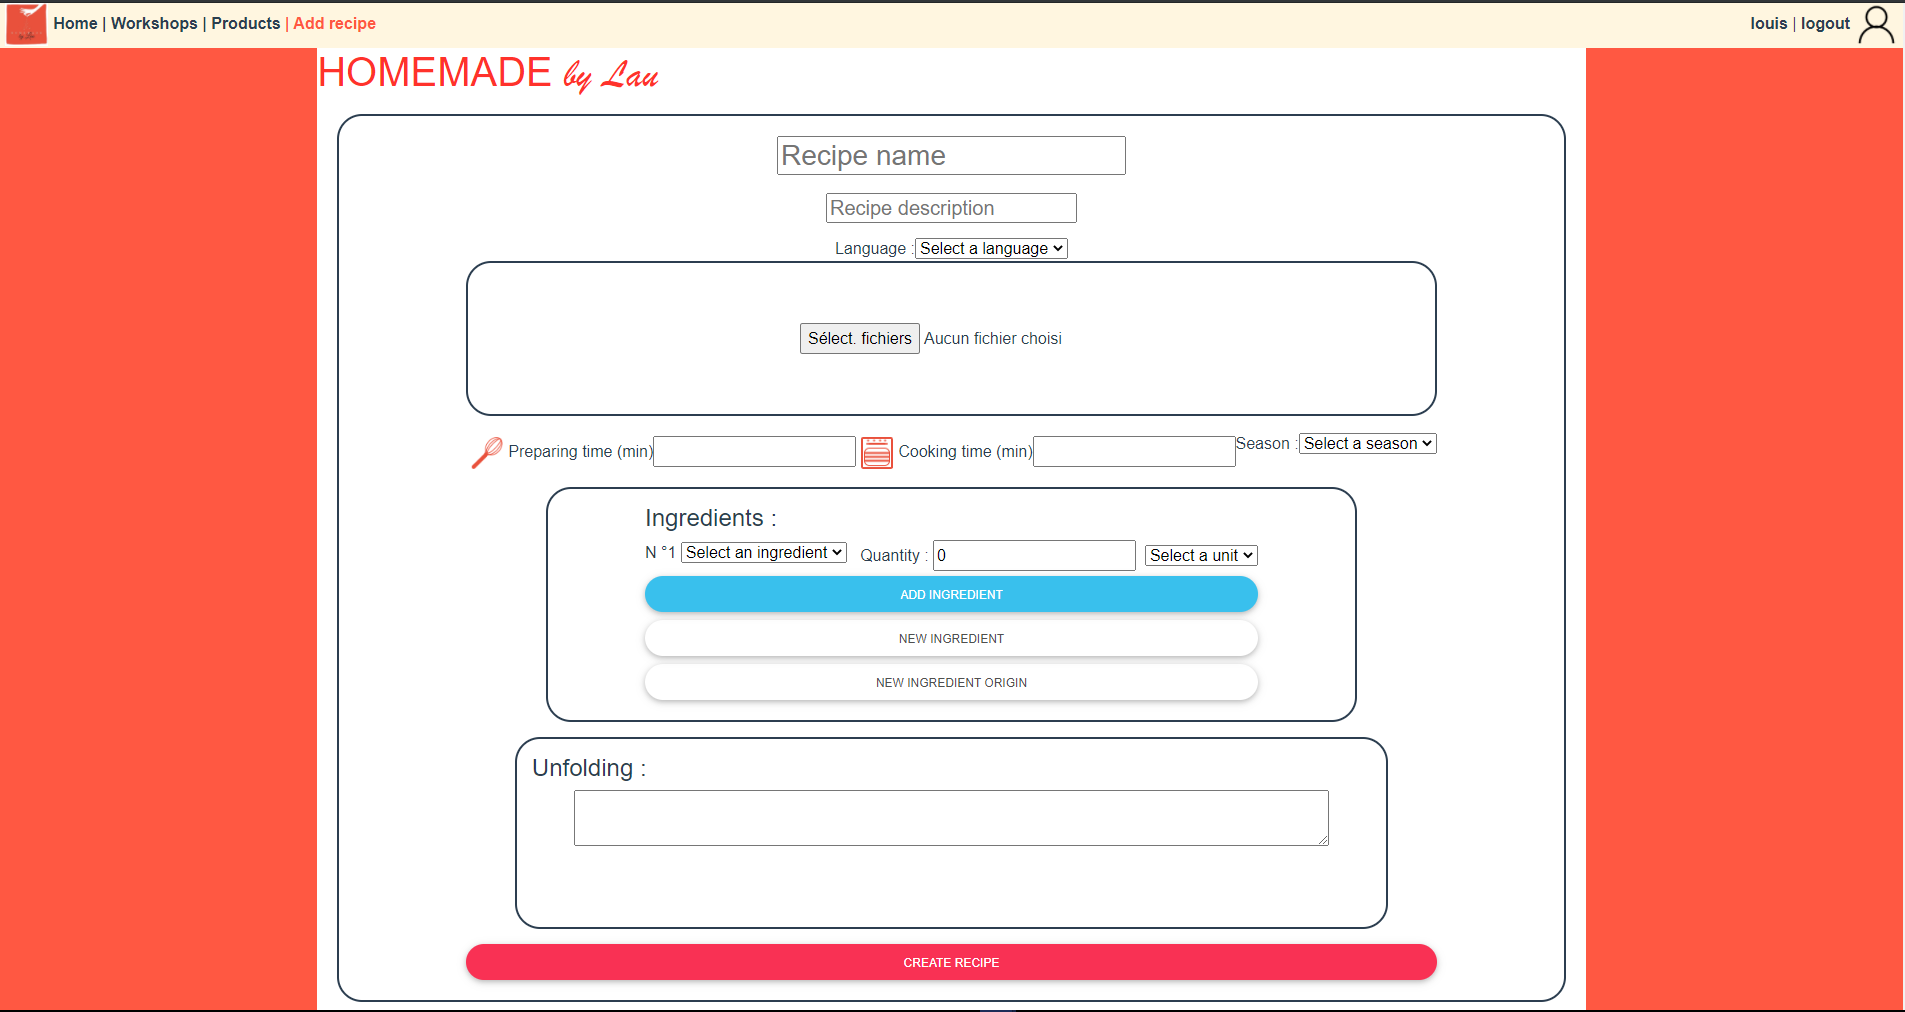 Home | Workshops | Products | Add recipe
louis | logout
HOMEMADE by Lau
Recipe name
Recipe description
Language : Select a language
Sélect. fichiers Aucun fichier choisi
Preparing time (min) Cooking time (min) Season : Select a season
Ingredients :
N °1 Select an ingredient Quantity : 0 Select a unit
ADD INGREDIENT
NEW INGREDIENT
NEW INGREDIENT ORIGIN
Unfolding :
CREATE RECIPE